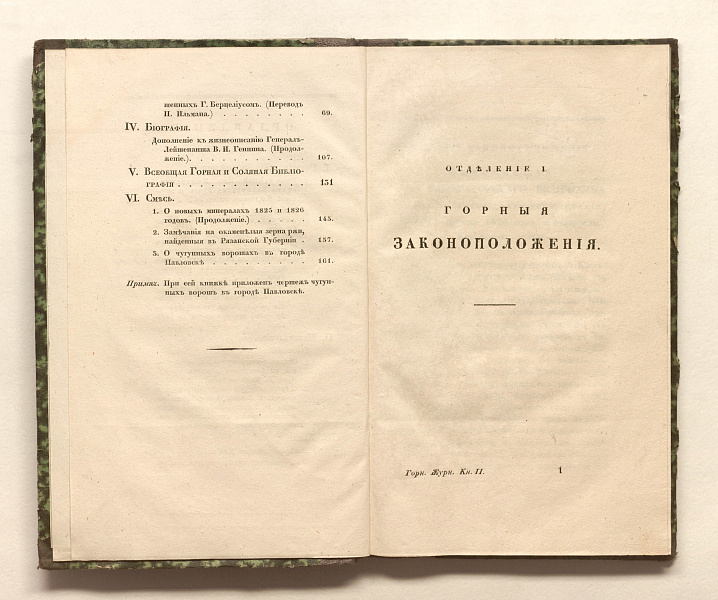 шенныхъ Г. Берцеліусомъ. (Переводъ
П. Ильмана.) . . . . . . . . 69.
IV. Біографія.
Дополненіе къ жизнеописанію Генералъ-
Лейтенанта В. И. Геннина. (Продол-
женіе.) . . . . . . . . . . . 107.
V. Всеобщая Горная и Соляная Библіо-
графія . . . . . . . . . . . . 131
VI. Смѣсь.
1. О новыхъ минералахъ 1825 и 1826
годовъ. (Продолженіе.) . . . . . 145.
2. Замѣчанія на окаменѣлыя зерна ржи,
найденныя въ Рязанской Губерніи . 157.
3. О чугунныхъ воротахъ въ городѣ
Павловскѣ . . . . . . . . . . 161.
Примѣч. При сей книжкѣ приложенъ чертежъ чугун-
ныхъ воротъ въ городѣ Павловскѣ.
ОТДѢЛЕНІЕ I.
ГОРНЫЯ
ЗАКОНОПОЛОЖЕНІЯ.
Горн. Журн. Кн. II. 1